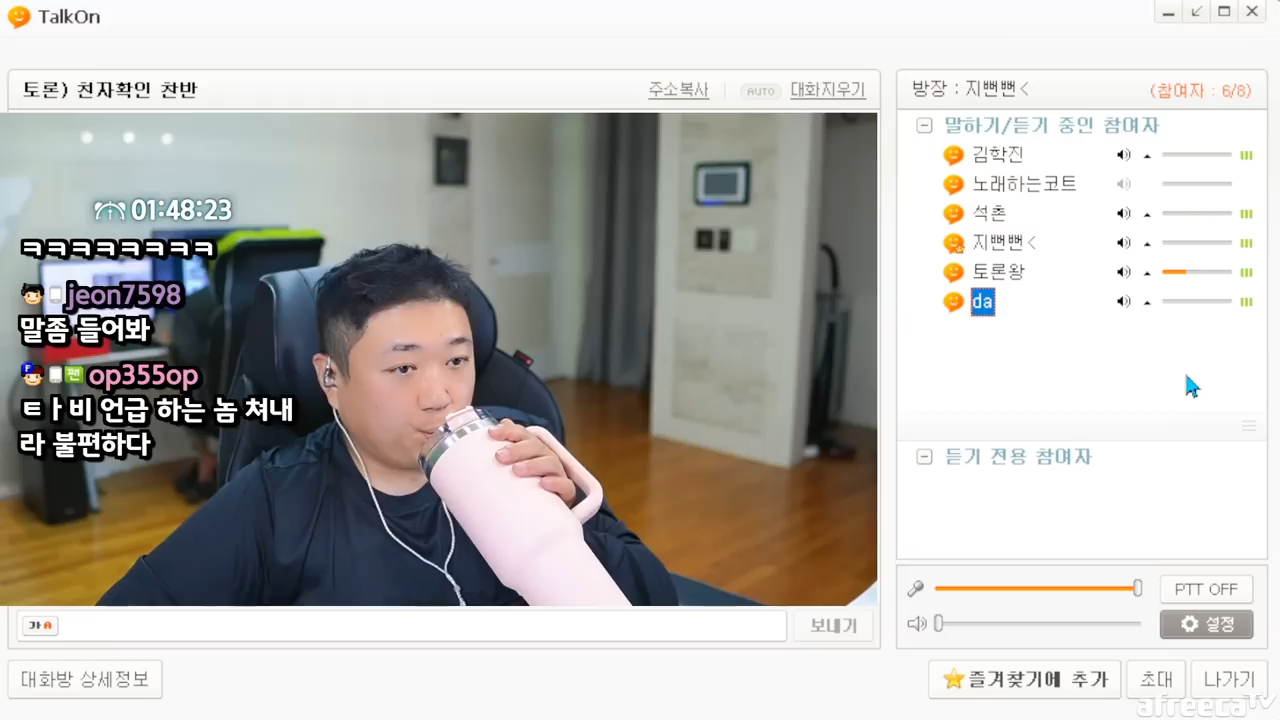 TalkOn
토론) 친자확인 찬반
주소복사
AUTO
대화지우기
01:48:23
ㅋㅋㅋㅋㅋㅋㅋㅋ
jeon7598
말좀 들어봐
팬 op355op
ㅌㅏ비 언급 하는 놈 쳐내
라 불편하다
가A
보내기
대화방 상세정보
방장 : 지뻔뻔<
(참여자 : 6/8)
말하기/듣기 중인 참여자
김학진
노래하는코트
석촌
지뻔뻔<
토론왕
da
듣기 전용 참여자
PTT OFF
설정
즐겨찾기에 추가
초대
나가기
afreecaTV